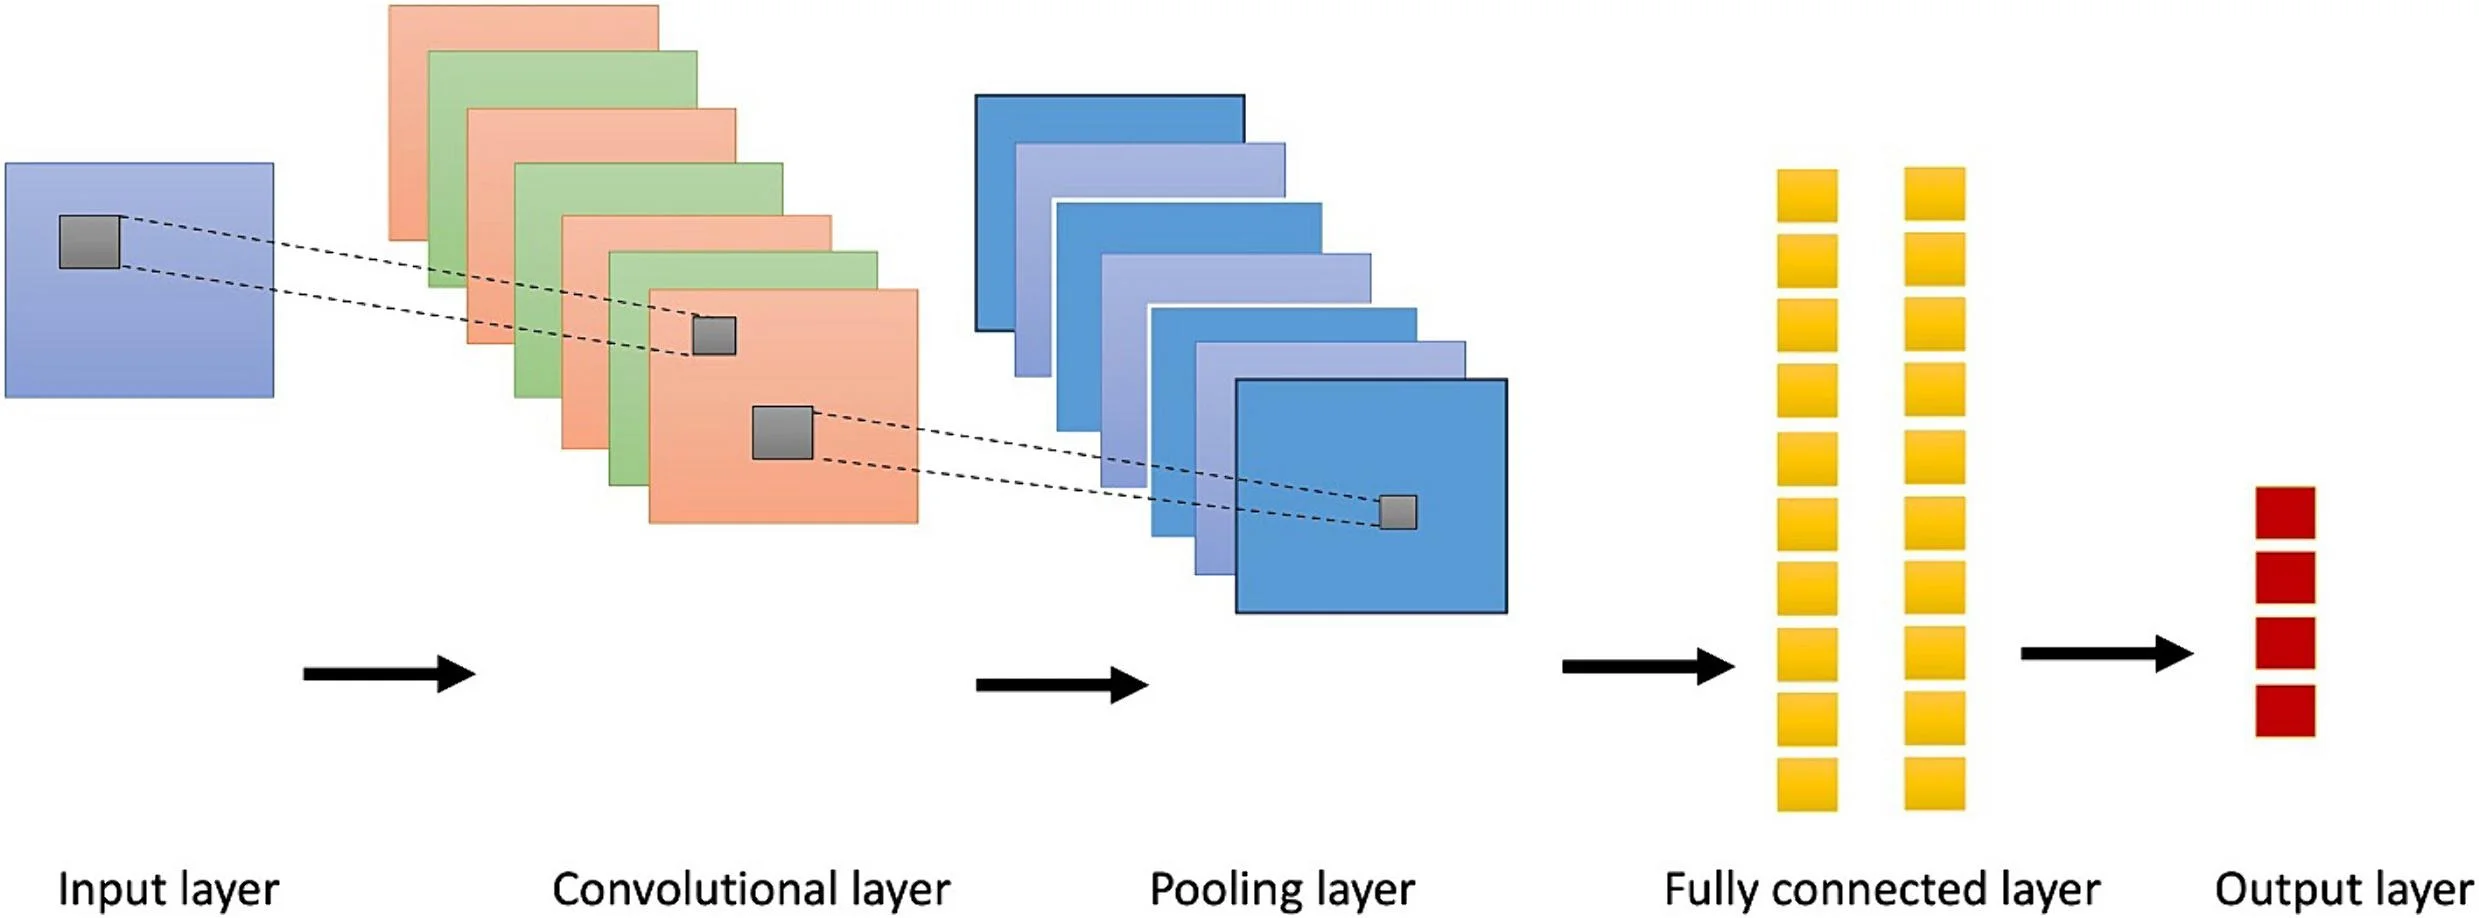 Input layer
Convolutional layer
Pooling layer
Fully connected layer
Output layer